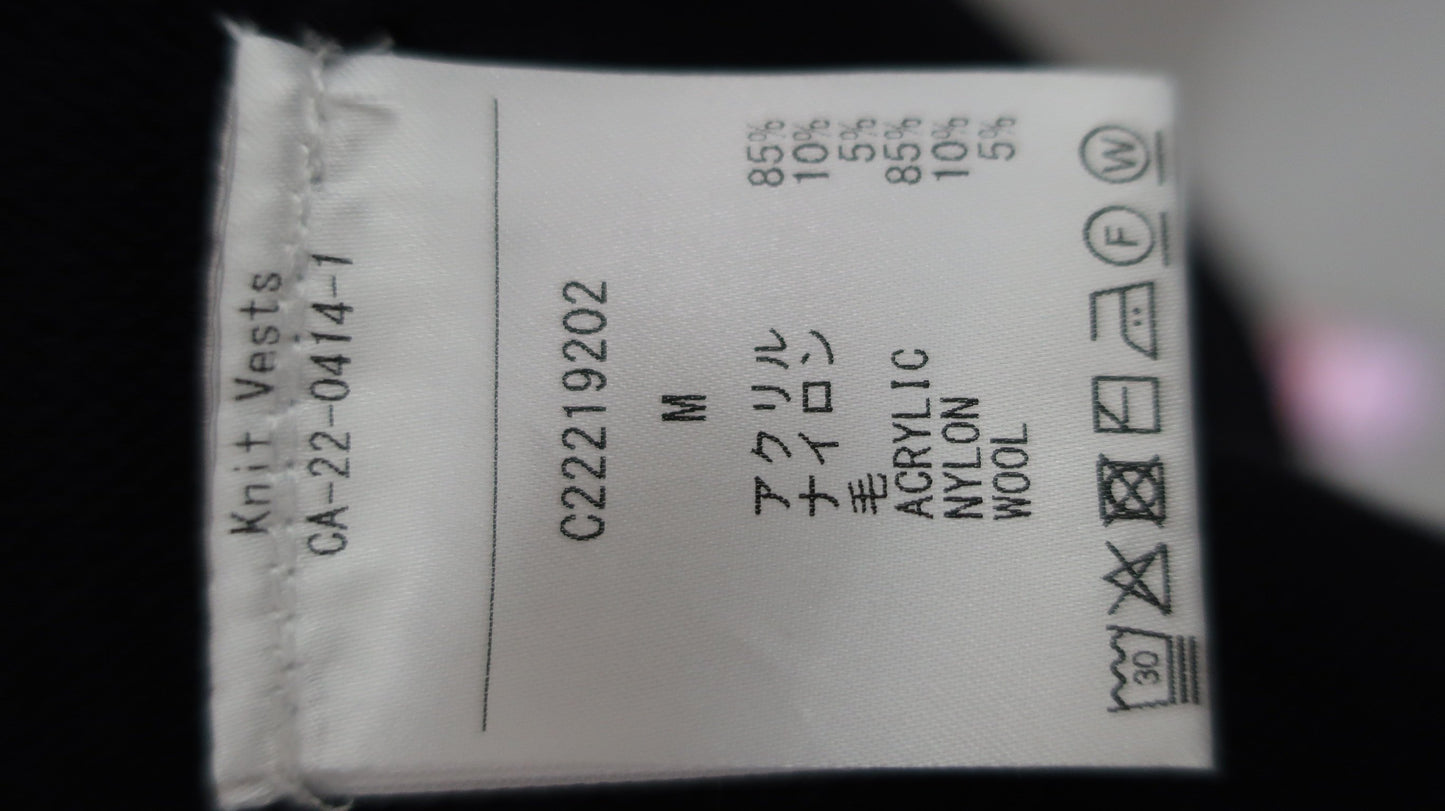 Knit Vests
CA-22-0414-1
C2219202
M
アクリル 85%
ナイロン 10%
毛 5%
ACRYLIC 85%
NYLON 10%
WOOL 5%
30 F W